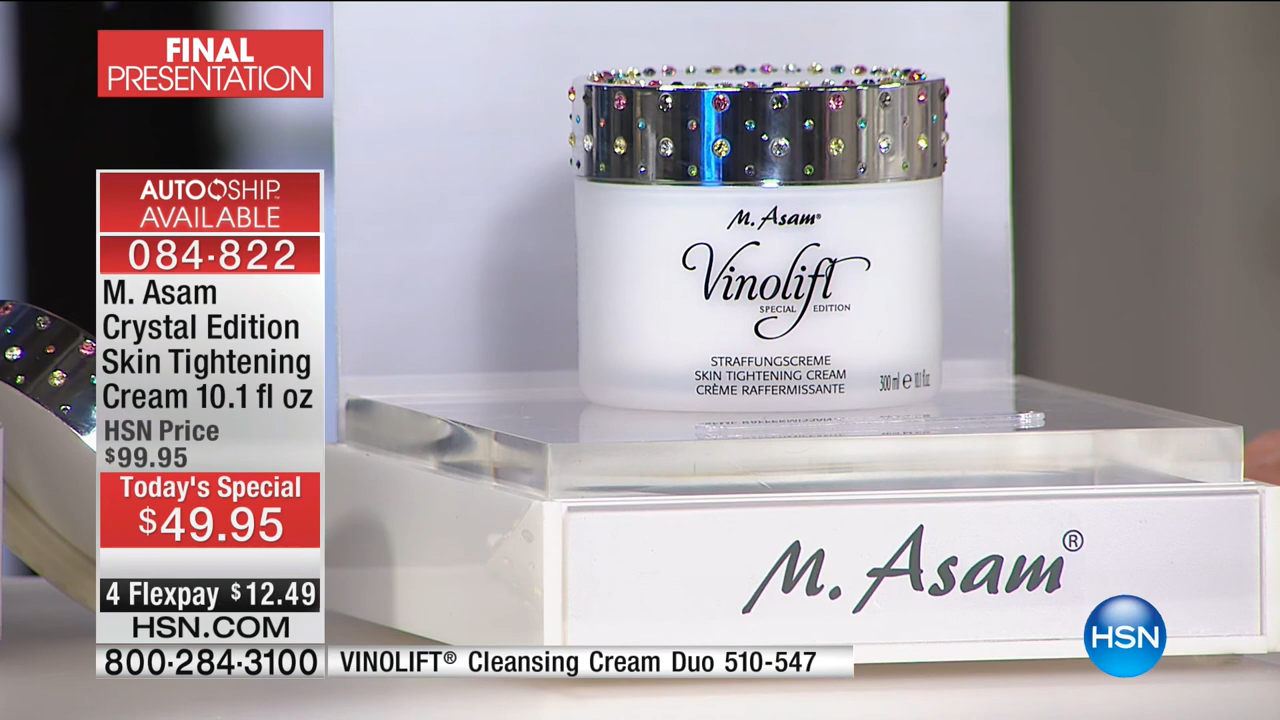 FINAL
PRESENTATION
AUTOSHIP
AVAILABLE
084·822
M. Asam
Crystal Edition
Skin Tightening
Cream 10.1 fl oz
HSN Price
$99.95
Today's Special
$49.95
4 Flexpay $12.49
HSN.COM
800·284·3100
VINOLIFT® Cleansing Cream Duo 510-547
M. Asam®
Vinolift
SPECIAL EDITION
STRAFFUNGSCREME
SKIN TIGHTENING CREAM
CRÈME RAFFERMISSANTE
300 ml ℮ 10.1 fl.oz
M. Asam®
HSN